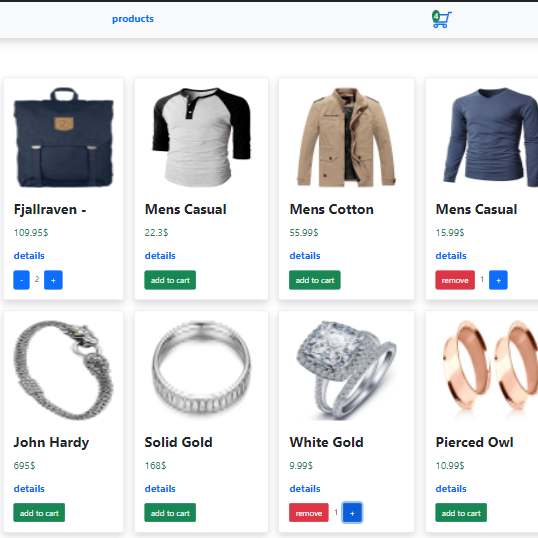 products
4
Fjallraven -
109.95$
details
- 2 +
Mens Casual
22.3$
details
add to cart
Mens Cotton
55.99$
details
add to cart
Mens Casual
15.99$
details
remove 1 +
John Hardy
695$
details
add to cart
Solid Gold
168$
details
add to cart
White Gold
9.99$
details
remove 1 +
Pierced Owl
10.99$
details
add to cart